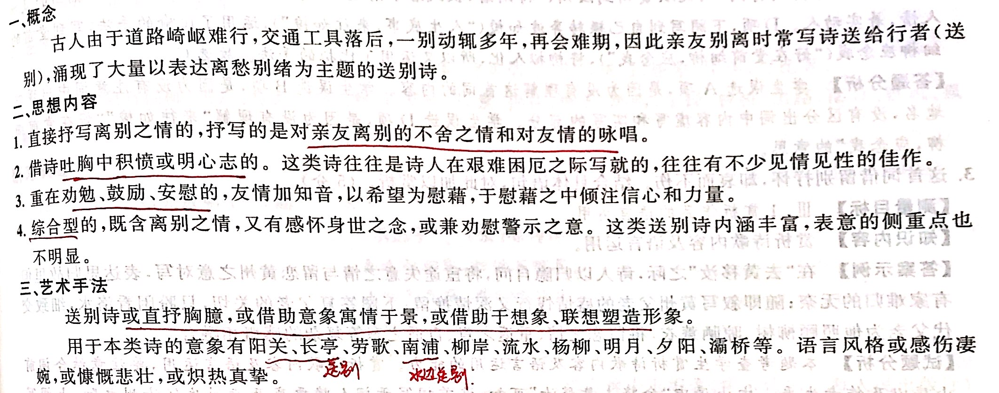 一、概念
古人由于道路崎岖难行,交通工具落后,一别动辄多年,再会难期,因此亲友别离时常写诗送给行者(送
别),涌现了大量以表达离愁别绪为主题的送别诗。
二、思想内容
1. 直接抒写离别之情的,抒写的是对亲友离别的不舍之情和对友情的咏唱。
2. 借诗吐胸中积愤或明心志的。这类诗往往是诗人在艰难困厄之际写就的,往往有不少见情见性的佳作。
3. 重在劝勉、鼓励、安慰的,友情加知音,以希望为慰藉,于慰藉之中倾注信心和力量。
4. 综合型的,既含离别之情,又有感怀身世之念,或兼劝慰警示之意。这类送别诗内涵丰富,表意的侧重点也
不明显。
三、艺术手法
送别诗或直抒胸臆,或借助意象寓情于景,或借助于想象、联想塑造形象。
用于本类诗的意象有阳关、长亭、劳歌、南浦、柳岸、流水、杨柳、明月、夕阳、灞桥等。语言风格或感伤凄
婉,或慷慨悲壮,或炽热真挚。
送别
水边送别.